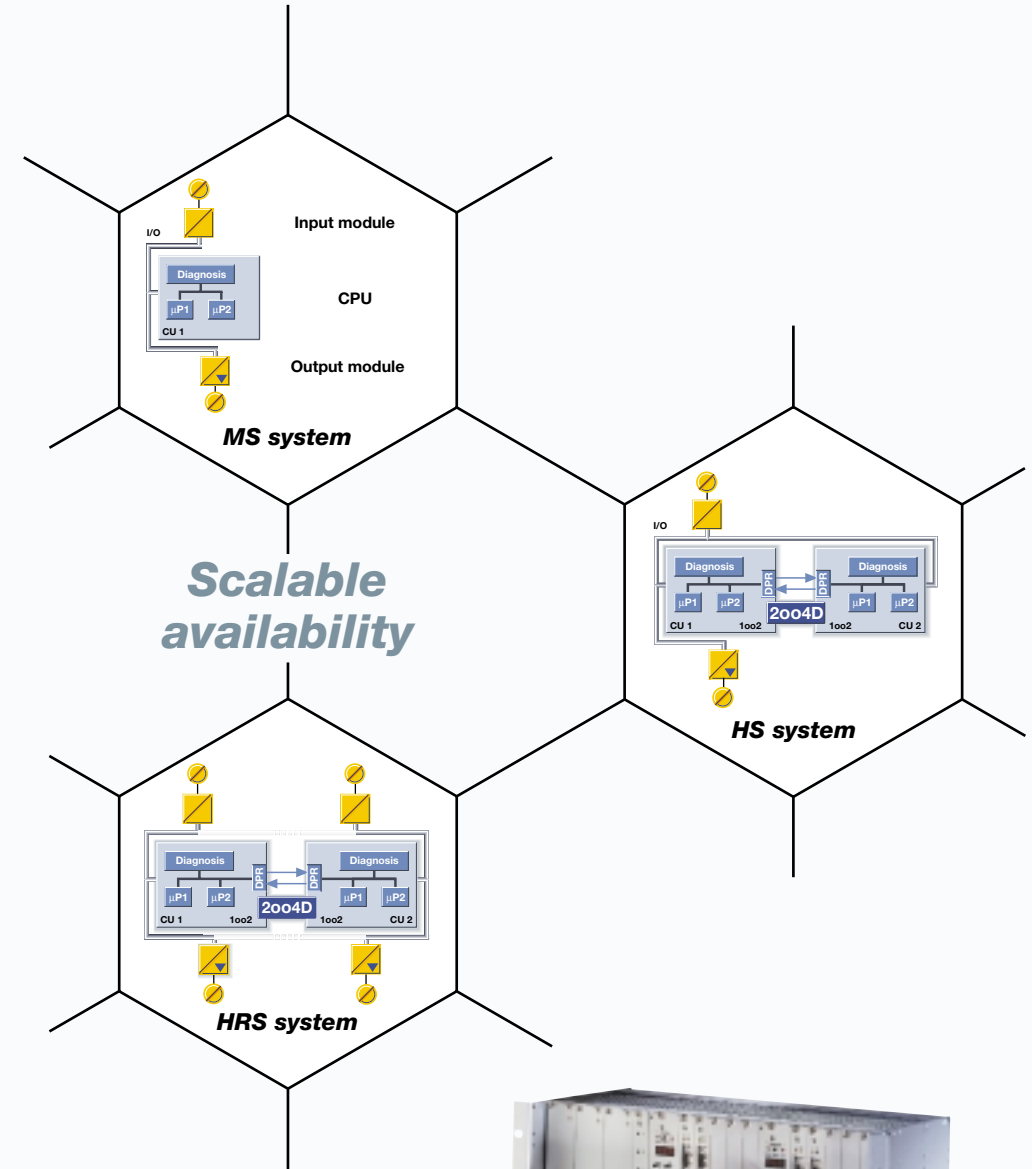 Input module
I/O
Diagnosis
CPU
µP1 µP2
CU 1
Output module
MS system
I/O
Diagnosis Diagnosis
DPR DPR
µP1 µP2 µP1 µP2
2oo4D
CU 1 1oo2 1oo2 CU 2
HS system
Scalable
availability
Diagnosis Diagnosis
DPR DPR
µP1 µP2 µP1 µP2
2oo4D
CU 1 1oo2 1oo2 CU 2
HRS system